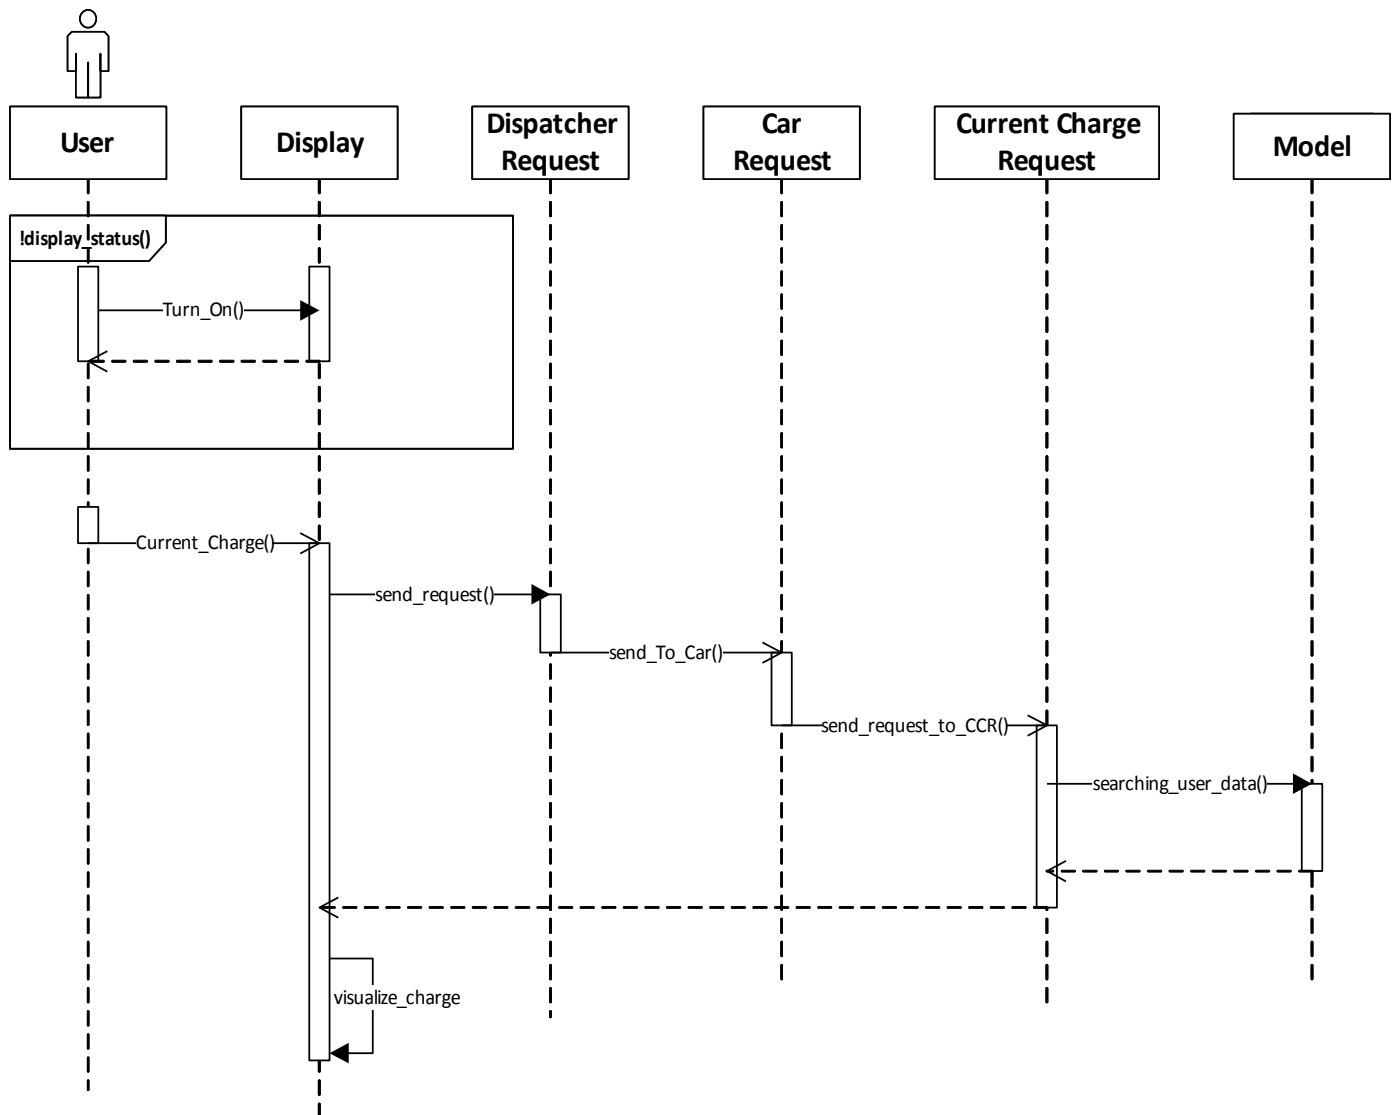 User
Display
Dispatcher
Request
Car
Request
Current Charge
Request
Model
!display_status()
Turn_On()
Current_Charge()
send_request()
send_To_Car()
send_request_to_CCR()
searching_user_data()
visualize_charge